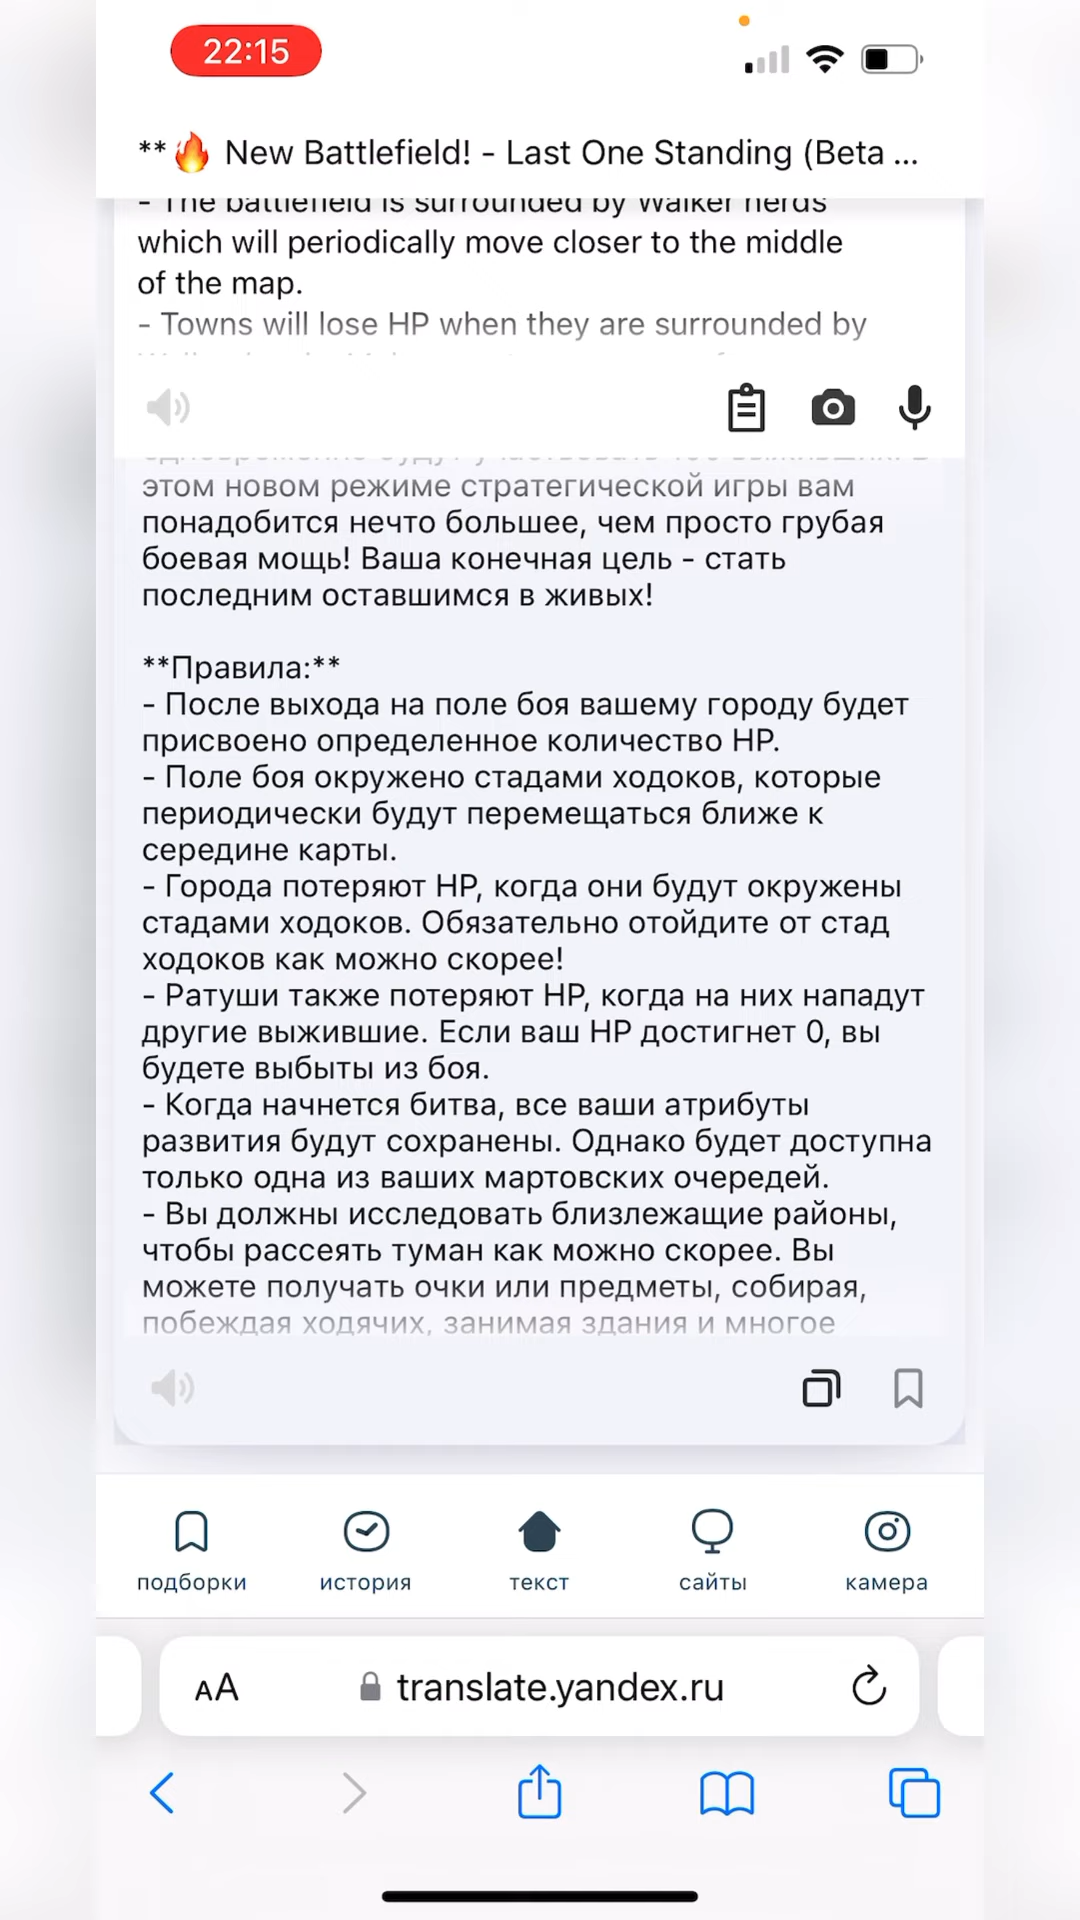 22:15
**🔥 New Battlefield! - Last One Standing (Beta ...
- The battlefield is surrounded by Walker herds
which will periodically move closer to the middle
of the map.
- Towns will lose HP when they are surrounded by
этом новом режиме стратегической игры вам
понадобится нечто большее, чем просто грубая
боевая мощь! Ваша конечная цель - стать
последним оставшимся в живых!
**Правила:**
- После выхода на поле боя вашему городу будет
присвоено определенное количество HP.
- Поле боя окружено стадами ходоков, которые
периодически будут перемещаться ближе к
середине карты.
- Города потеряют HP, когда они будут окружены
стадами ходоков. Обязательно отойдите от стад
ходоков как можно скорее!
- Ратуши также потеряют HP, когда на них нападут
другие выжившие. Если ваш HP достигнет 0, вы
будете выбыты из боя.
- Когда начнется битва, все ваши атрибуты
развития будут сохранены. Однако будет доступна
только одна из ваших мартовских очередей.
- Вы должны исследовать близлежащие районы,
чтобы рассеять туман как можно скорее. Вы
можете получать очки или предметы, собирая,
побеждая ходячих, занимая здания и многое
подборки
история
текст
сайты
камера
AA
translate.yandex.ru